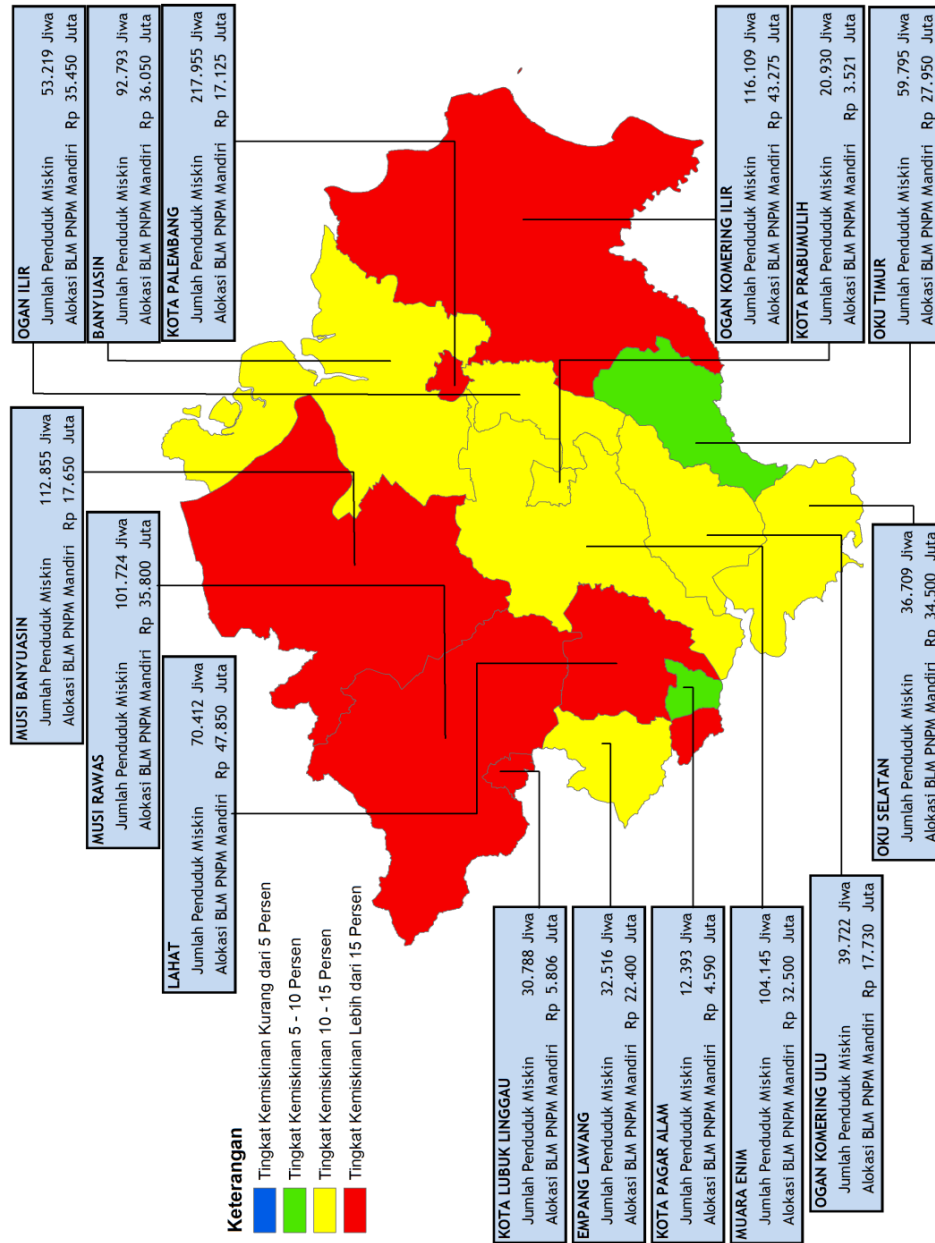 MUSI BANYUASIN
Jumlah Penduduk Miskin 112.855 Jiwa
Alokasi BLM PNPM Mandiri Rp 17.650 Juta
MUSI RAWAS
Jumlah Penduduk Miskin 101.724 Jiwa
Alokasi BLM PNPM Mandiri Rp 35.800 Juta
LAHAT
Jumlah Penduduk Miskin 70.412 Jiwa
Alokasi BLM PNPM Mandiri Rp 47.850 Juta
OGAN ILIR
Jumlah Penduduk Miskin 53.219 Jiwa
Alokasi BLM PNPM Mandiri Rp 35.450 Juta
BANYUASIN
Jumlah Penduduk Miskin 92.793 Jiwa
Alokasi BLM PNPM Mandiri Rp 36.050 Juta
KOTA PALEMBANG
Jumlah Penduduk Miskin 217.955 Jiwa
Alokasi BLM PNPM Mandiri Rp 17.125 Juta
Keterangan
Tingkat Kemiskinan Kurang dari 5 Persen
Tingkat Kemiskinan 5 - 10 Persen
Tingkat Kemiskinan 10 - 15 Persen
Tingkat Kemiskinan Lebih dari 15 Persen
KOTA LUBUK LINGGAU
Jumlah Penduduk Miskin 30.788 Jiwa
Alokasi BLM PNPM Mandiri Rp 5.806 Juta
EMPANG LAWANG
Jumlah Penduduk Miskin 32.516 Jiwa
Alokasi BLM PNPM Mandiri Rp 22.400 Juta
KOTA PAGAR ALAM
Jumlah Penduduk Miskin 12.393 Jiwa
Alokasi BLM PNPM Mandiri Rp 4.590 Juta
MUARA ENIM
Jumlah Penduduk Miskin 104.145 Jiwa
Alokasi BLM PNPM Mandiri Rp 32.500 Juta
OGAN KOMERING ULU
Jumlah Penduduk Miskin 39.722 Jiwa
Alokasi BLM PNPM Mandiri Rp 17.730 Juta
OKU SELATAN
Jumlah Penduduk Miskin 36.709 Jiwa
Alokasi BLM PNPM Mandiri Rp 34.500 Juta
OGAN KOMERING ILIR
Jumlah Penduduk Miskin 116.109 Jiwa
Alokasi BLM PNPM Mandiri Rp 43.275 Juta
KOTA PRABUMULIH
Jumlah Penduduk Miskin 20.930 Jiwa
Alokasi BLM PNPM Mandiri Rp 3.521 Juta
OKU TIMUR
Jumlah Penduduk Miskin 59.795 Jiwa
Alokasi BLM PNPM Mandiri Rp 27.950 Juta